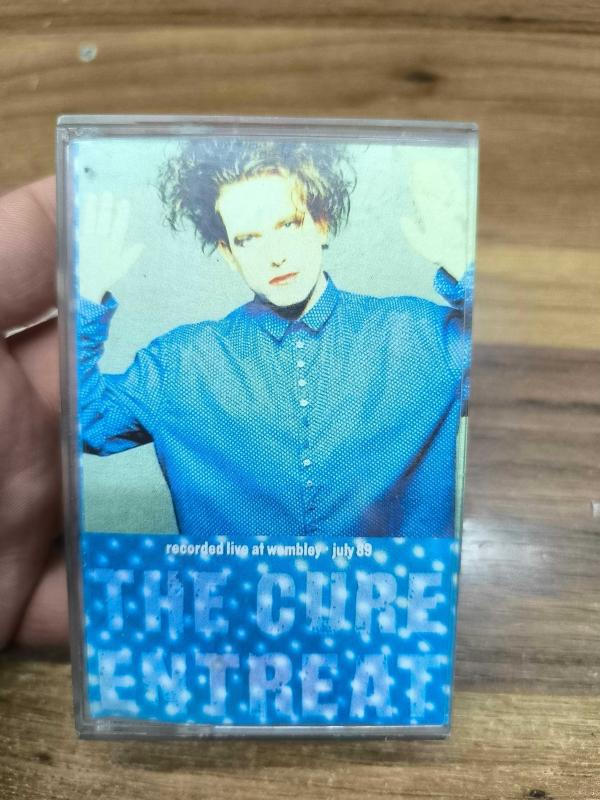 recorded live at wembley · july 89
THE CURE
ENTREAT